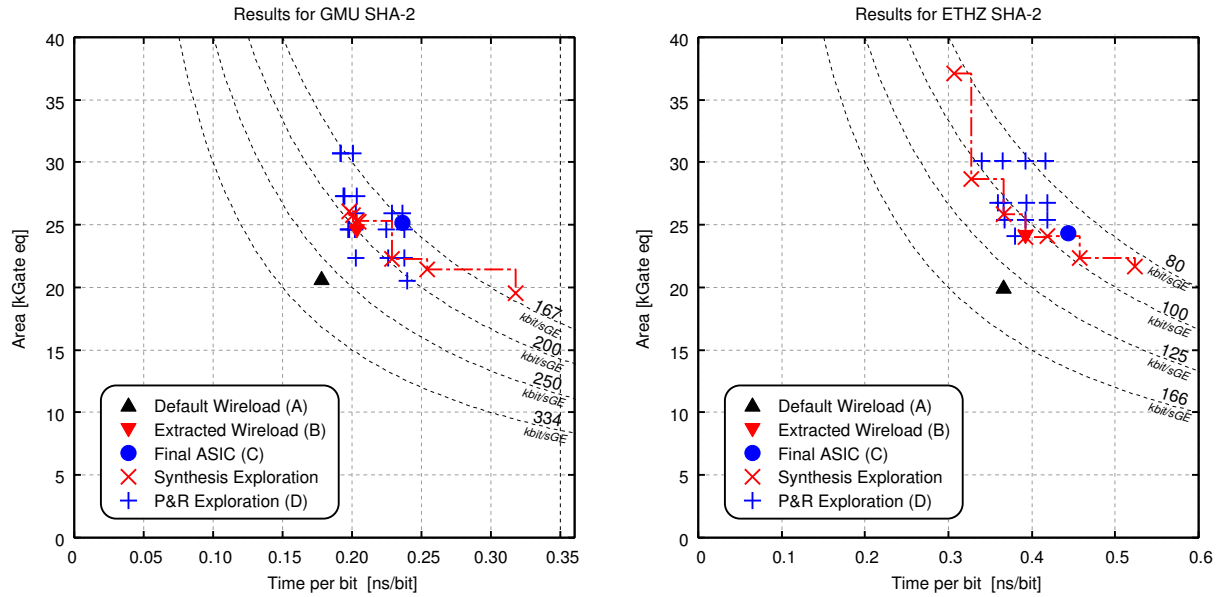 Results for GMU SHA-2
Area [kGate eq]
40
35
30
25
20
15
10
5
0
167
kbit/sGE
200
kbit/sGE
250
kbit/sGE
334
kbit/sGE
Default Wireload (A)
Extracted Wireload (B)
Final ASIC (C)
Synthesis Exploration
P&R Exploration (D)
0 0.05 0.10 0.15 0.20 0.25 0.30 0.35
Time per bit [ns/bit]
Results for ETHZ SHA-2
Area [kGate eq]
40
35
30
25
20
15
10
5
0
80
kbit/sGE
100
kbit/sGE
125
kbit/sGE
166
kbit/sGE
Default Wireload (A)
Extracted Wireload (B)
Final ASIC (C)
Synthesis Exploration
P&R Exploration (D)
0 0.1 0.2 0.3 0.4 0.5 0.6
Time per bit [ns/bit]